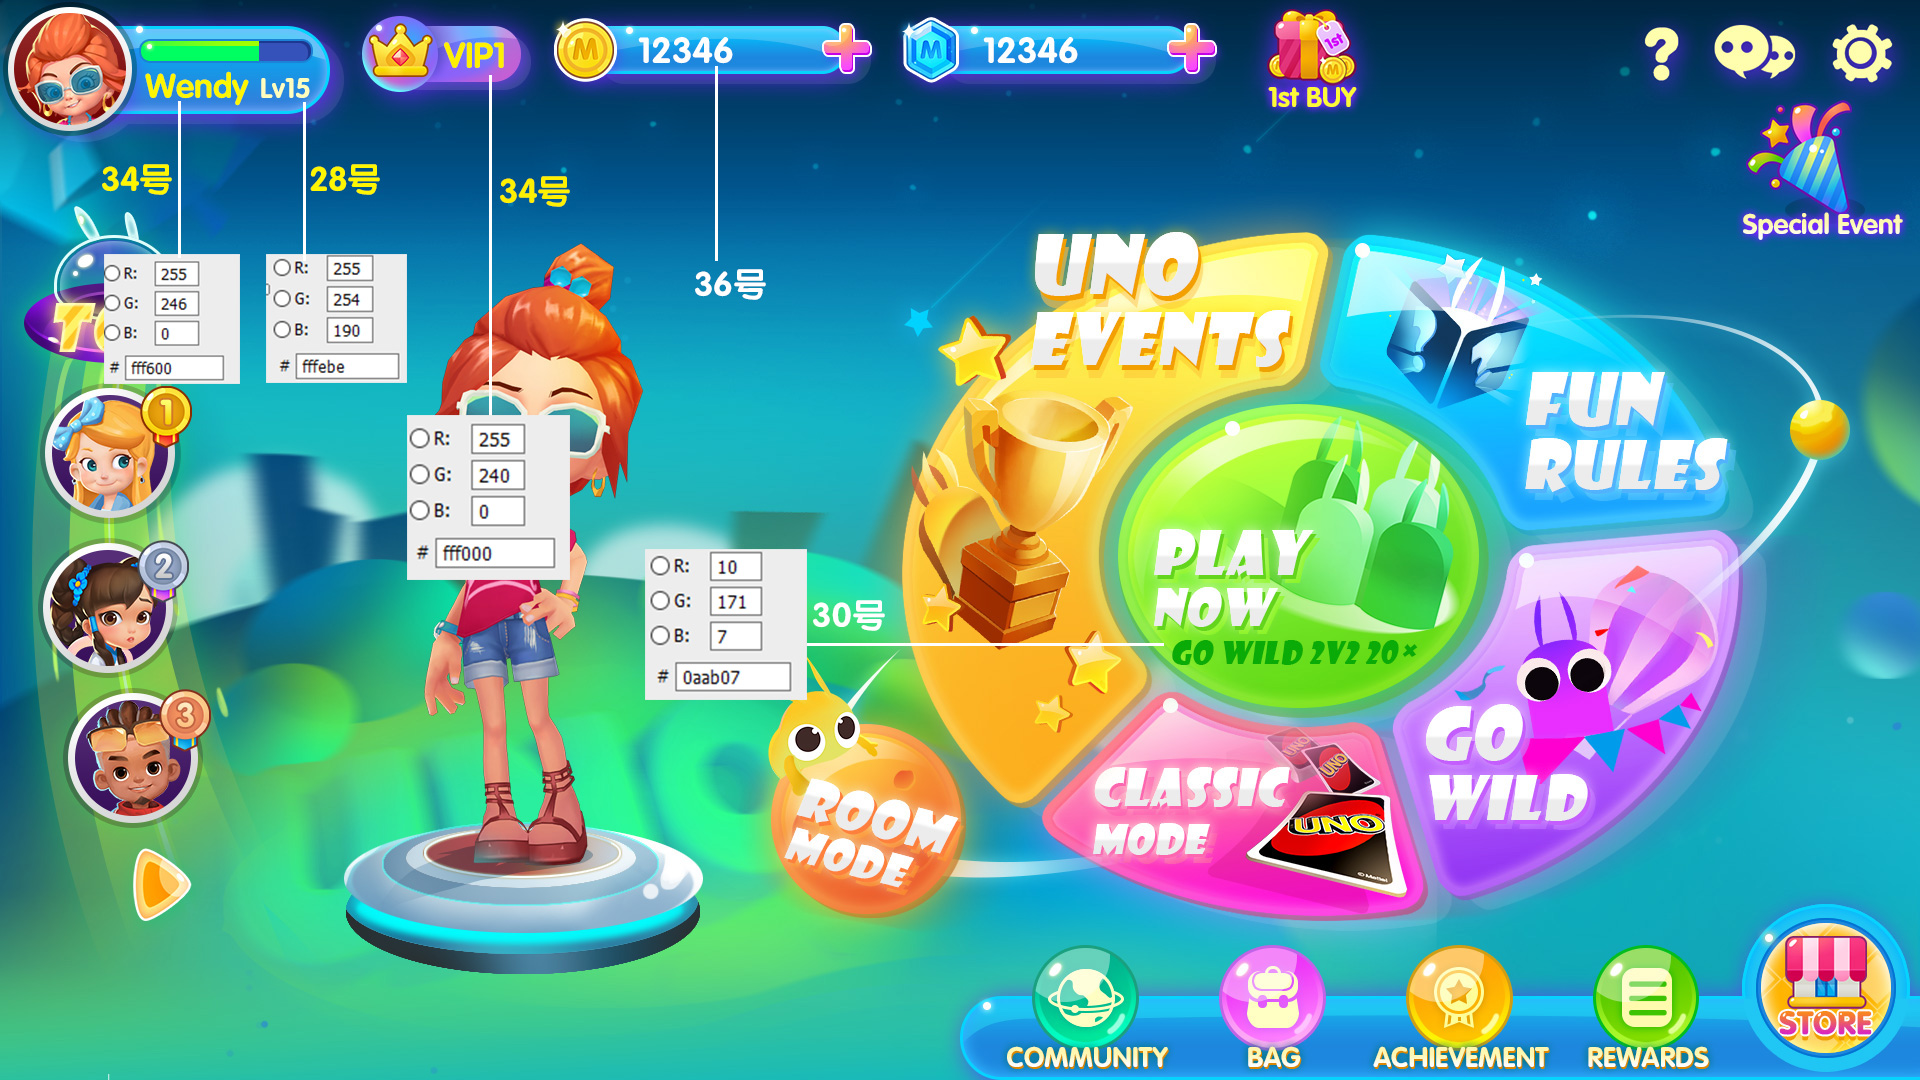 Wendy Lv15
VIP1
12346
12346
1st
1st BUY
Special Event
34号
28号
34号
36号
R: 255
G: 246
B: 0
# fff600
R: 255
G: 254
B: 190
# fffebe
R: 255
G: 240
B: 0
# fff000
R: 10
G: 171
B: 7
# 0aab07
30号
1
2
3
UNO
EVENTS
FUN
RULES
PLAY
NOW
GO WILD 2V2 20×
GO
WILD
CLASSIC
MODE
UNO
UNO
UNO
© Mattel
ROOM
MODE
COMMUNITY
BAG
ACHIEVEMENT
REWARDS
STORE